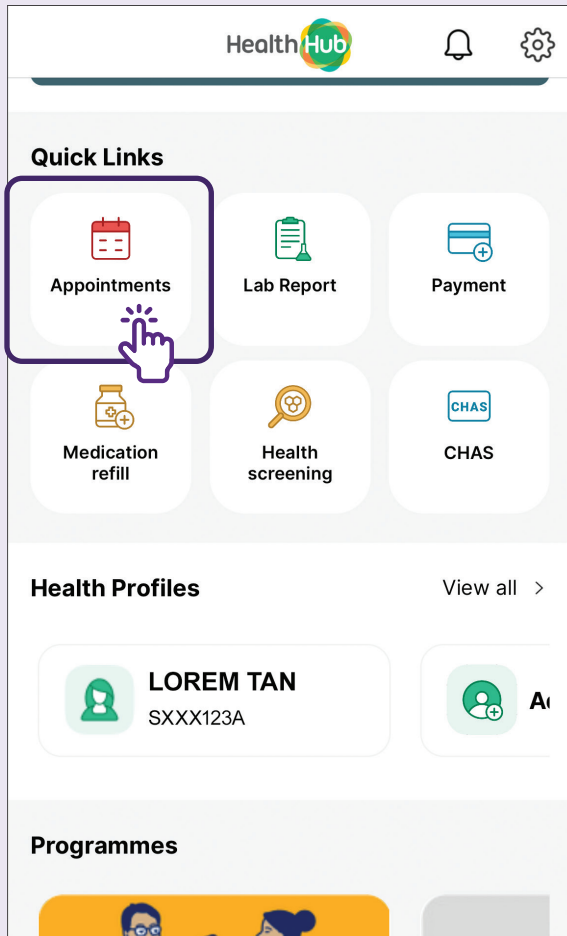 HealthHub
Quick Links
Appointments
Lab Report
Payment
Medication
refill
Health
screening
CHAS
CHAS
Health Profiles
View all
LOREM TAN
SXXX123A
Programmes